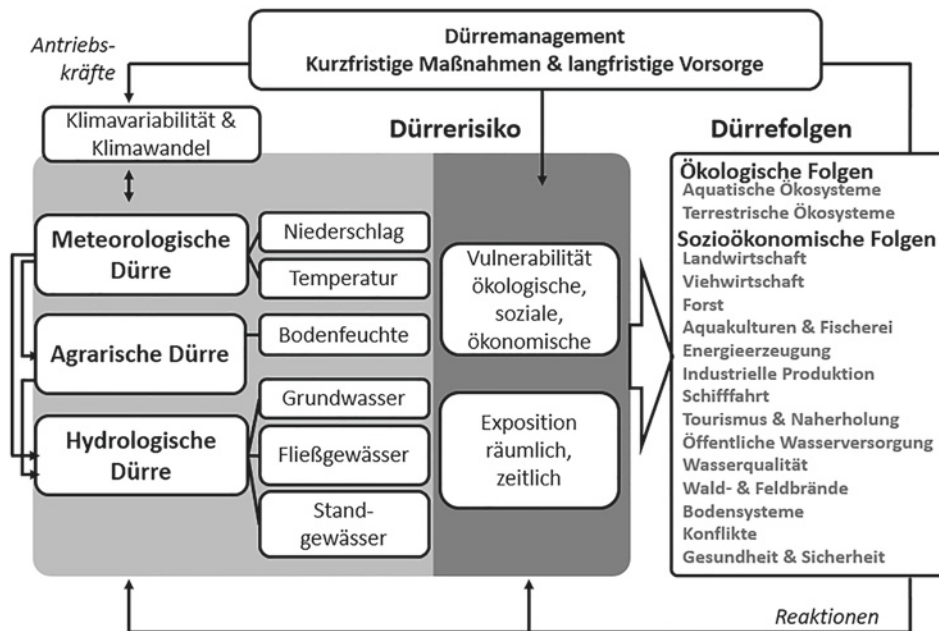 Dürremanagement
Kurzfristige Maßnahmen & langfristige Vorsorge
Antriebs-
kräfte
Klimavariabilität &
Klimawandel
Dürrerisiko
Meteorologische
Dürre
Niederschlag
Temperatur
Agrarische Dürre
Bodenfeuchte
Hydrologische
Dürre
Grundwasser
Fließgewässer
Stand-
gewässer
Vulnerabilität
ökologische,
soziale,
ökonomische
Exposition
räumlich,
zeitlich
Dürrefolgen
Ökologische Folgen
Aquatische Ökosysteme
Terrestrische Ökosysteme
Sozioökonomische Folgen
Landwirtschaft
Viehwirtschaft
Forst
Aquakulturen & Fischerei
Energieerzeugung
Industrielle Produktion
Schifffahrt
Tourismus & Naherholung
Öffentliche Wasserversorgung
Wasserqualität
Wald- & Feldbrände
Bodensysteme
Konflikte
Gesundheit & Sicherheit
Reaktionen